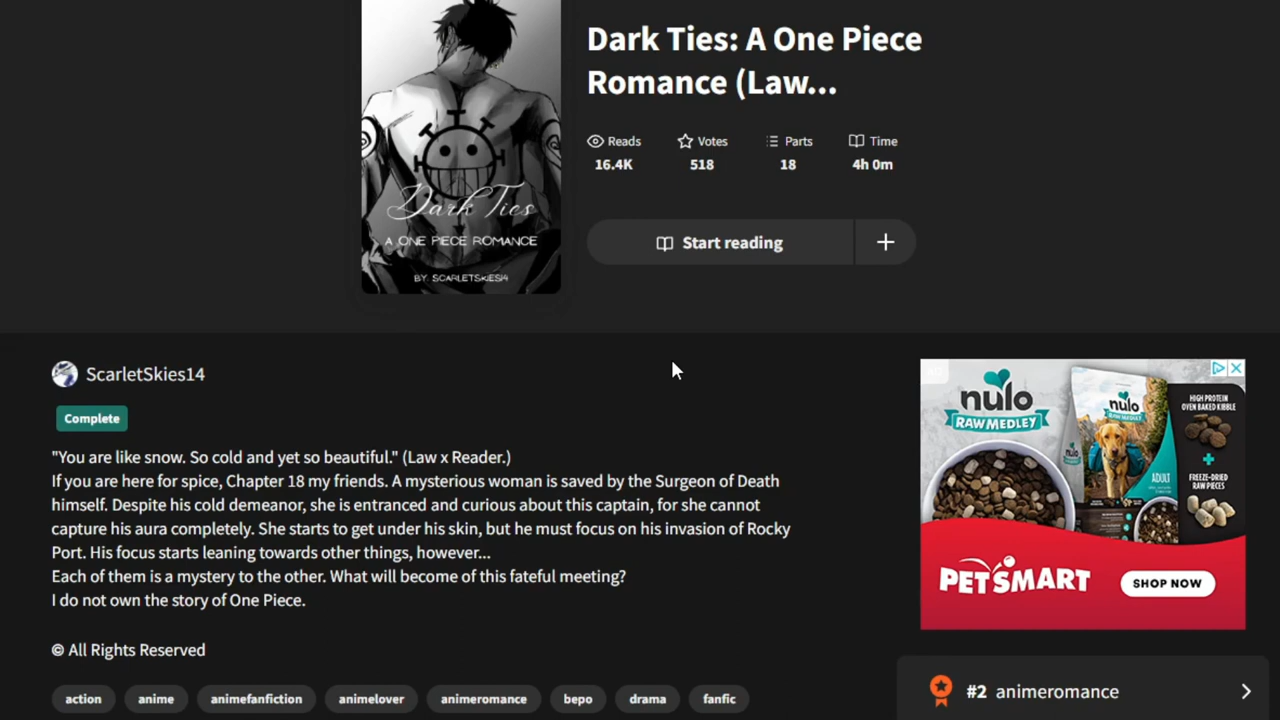 Dark Ties: A One Piece
Romance (Law...
Reads
Votes
Parts
Time
16.4K
518
18
4h 0m
Start reading
Dark Ties
A ONE PIECE ROMANCE
BY: SCARLETSKIES14
ScarletSkies14
Complete
"You are like snow. So cold and yet so beautiful." (Law x Reader.)
If you are here for spice, Chapter 18 my friends. A mysterious woman is saved by the Surgeon of Death
himself. Despite his cold demeanor, she is entranced and curious about this captain, for she cannot
capture his aura completely. She starts to get under his skin, but he must focus on his invasion of Rocky
Port. His focus starts leaning towards other things, however...
Each of them is a mystery to the other. What will become of this fateful meeting?
I do not own the story of One Piece.
© All Rights Reserved
action
anime
animefanfiction
animelover
animeromance
bepo
drama
fanfic
nulo
RAW MEDLEY
nulo
ADULT
HIGH PROTEIN
OVEN BAKED KIBBLE
FREEZE-DRIED
RAW PIECES
PETSMART
SHOP NOW
#2 animeromance